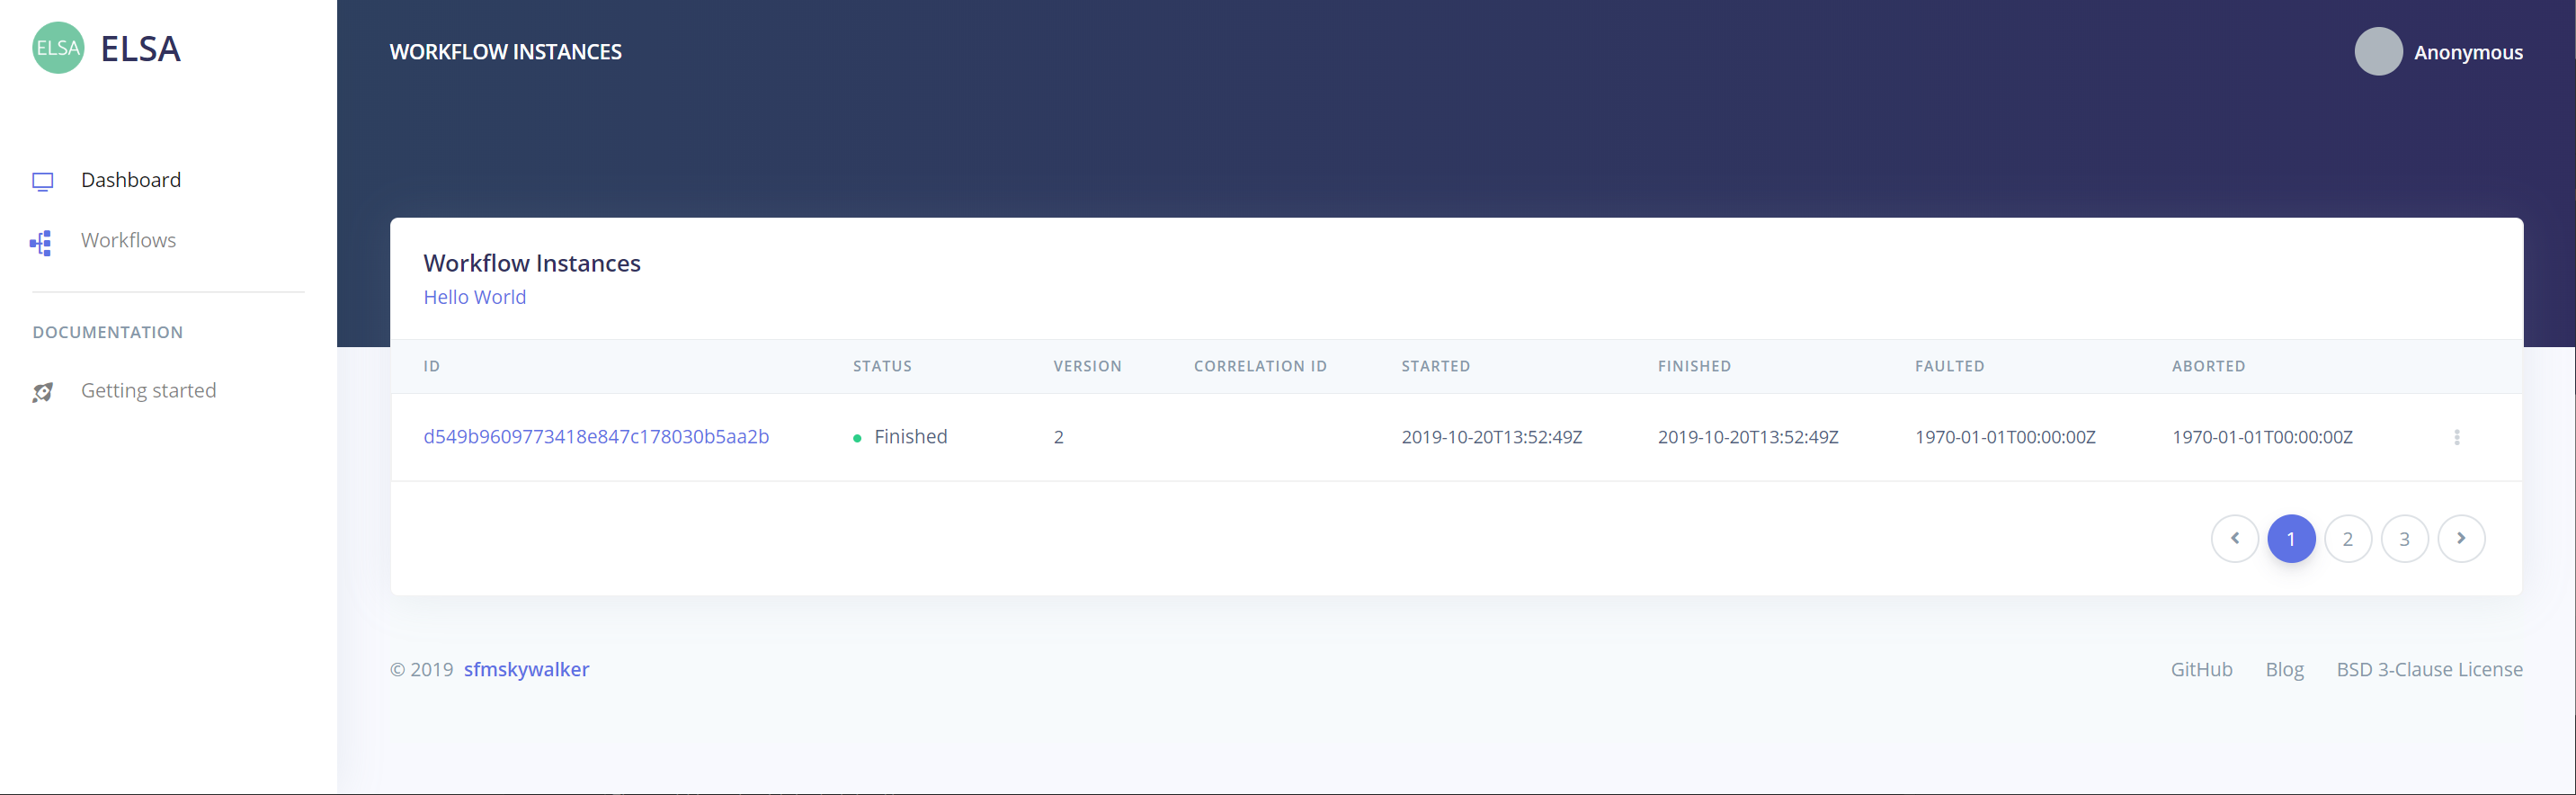 ELSA ELSA
Dashboard
Workflows
DOCUMENTATION
Getting started
WORKFLOW INSTANCES
Anonymous
Workflow Instances
Hello World
ID STATUS VERSION CORRELATION ID STARTED FINISHED FAULTED ABORTED
d549b9609773418e847c178030b5aa2b Finished 2 2019-10-20T13:52:49Z 2019-10-20T13:52:49Z 1970-01-01T00:00:00Z 1970-01-01T00:00:00Z
1 2 3
© 2019 sfmskywalker GitHub Blog BSD 3-Clause License